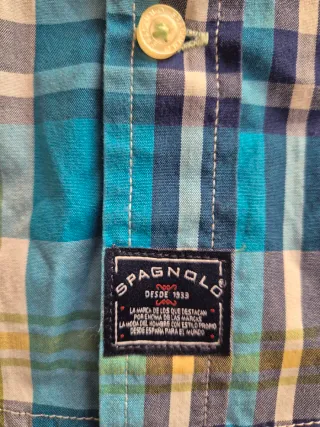 SPAGNOLO
DESDE 1933
LA MARCA DE LOS QUE DESTACAN
POR ENCIMA DE LAS MARCAS
LA MODA DEL HOMBRE CON ESTILO PROPIO
DESDE ESPAÑA PARA EL MUNDO